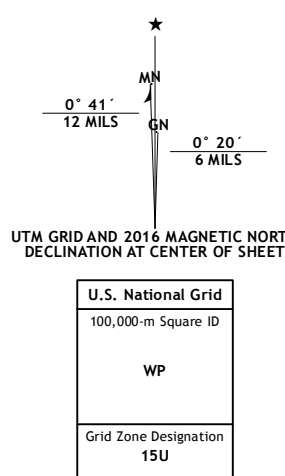 ★
MN
0° 41´
12 MILS
GN
0° 20´
6 MILS
UTM GRID AND 2016 MAGNETIC NORT
DECLINATION AT CENTER OF SHEET
U.S. National Grid
100,000-m Square ID
WP
Grid Zone Designation
15U